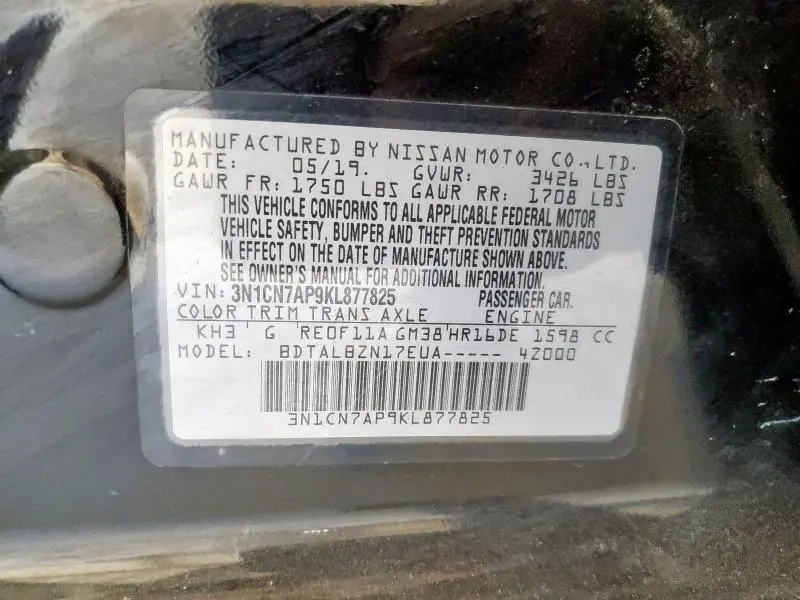 MANUFACTURED BY NISSAN MOTOR CO., LTD.
DATE: 05/19. GVWR: 3426 LBS
GAWR FR: 1750 LBS GAWR RR: 1708 LBS
THIS VEHICLE CONFORMS TO ALL APPLICABLE FEDERAL MOTOR
VEHICLE SAFETY, BUMPER AND THEFT PREVENTION STANDARDS
IN EFFECT ON THE DATE OF MANUFACTURE SHOWN ABOVE.
SEE OWNER'S MANUAL FOR ADDITIONAL INFORMATION.
VIN: 3N1CN7AP9KL877825 PASSENGER CAR.
COLOR TRIM TRANS AXLE ENGINE
KH3 G RE0F11A GM38 HR16DE 1598 CC
MODEL: BDTALBZN17EUA----- 42000
3N1CN7AP9KL877825